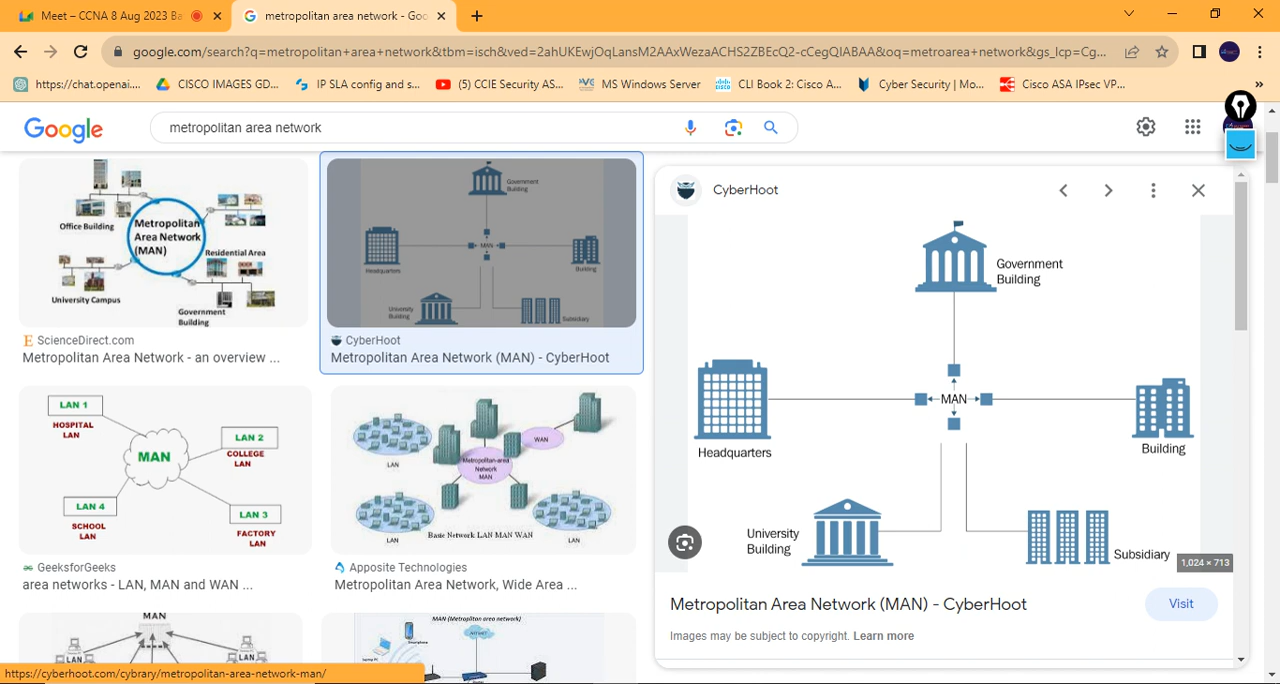 Meet – CCNA 8 Aug 2023 Ba
metropolitan area network - Goo
google.com/search?q=metropolitan+area+network&tbm=isch&ved=2ahUKEwjOqLansM2AAxWezaACHS2ZBEcQ2-cCegQIABAA&oq=metroarea+network&gs_lcp=Cg...
https://chat.openai....
CISCO IMAGES GD...
IP SLA config and s...
(5) CCIE Security AS...
MS Windows Server
CLI Book 2: Cisco A...
Cyber Security | Mo...
Cisco ASA IPsec VP...
»
Google
metropolitan area network
Office Building
Metropolitan
Area Network
(MAN)
Residential Area
University Campus
Government
Building
ScienceDirect.com
Metropolitan Area Network - an overview ...
Government
Building
MAN
Headquarters
Building
University
Building
Subsidiary
CyberHoot
Metropolitan Area Network (MAN) - CyberHoot
LAN 1
HOSPITAL
LAN
MAN
LAN 2
COLLEGE
LAN
LAN 4
SCHOOL
LAN
LAN 3
FACTORY
LAN
GeeksforGeeks
area networks - LAN, MAN and WAN ...
LAN
WAN
Metropolitan-area
Network
MAN
LAN
Basic Network LAN MAN WAN
LAN
Apposite Technologies
Metropolitan Area Network, Wide Area ...
MAN
LAN
LAN
MAN (Metropolitan area network)
Smartphone
Laptop PC
https://cyberhoot.com/cybrary/metropolitan-area-network-man/
CyberHoot
Government
Building
MAN
Headquarters
Building
University
Building
Subsidiary
1,024 × 713
Metropolitan Area Network (MAN) - CyberHoot
Visit
Images may be subject to copyright. Learn more